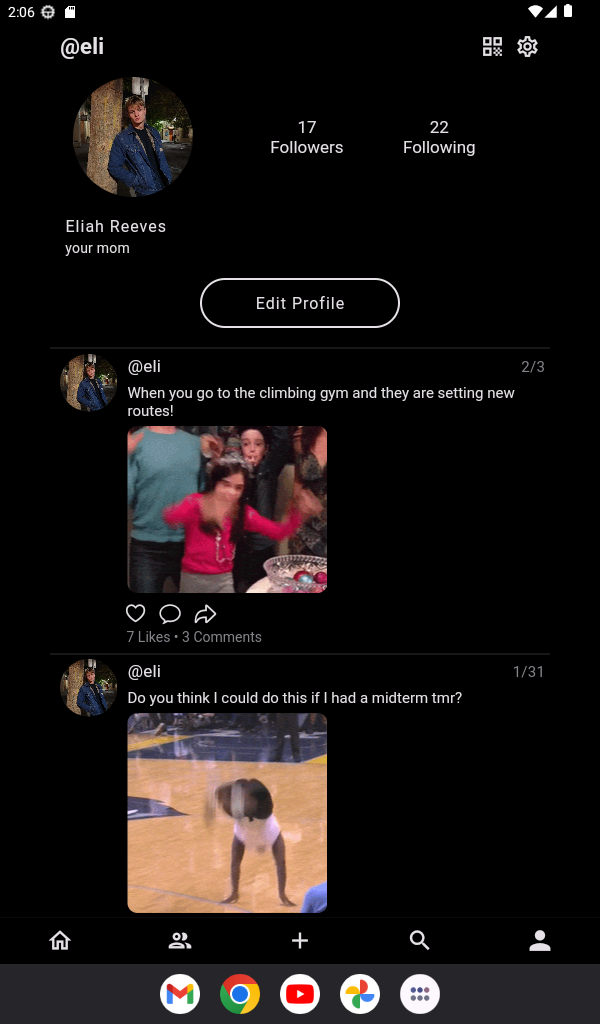 2:06
@eli
17
Followers
22
Following
Eliah Reeves
your mom
Edit Profile
@eli
2/3
When you go to the climbing gym and they are setting new
routes!
7 Likes • 3 Comments
@eli
1/31
Do you think I could do this if I had a midterm tmr?